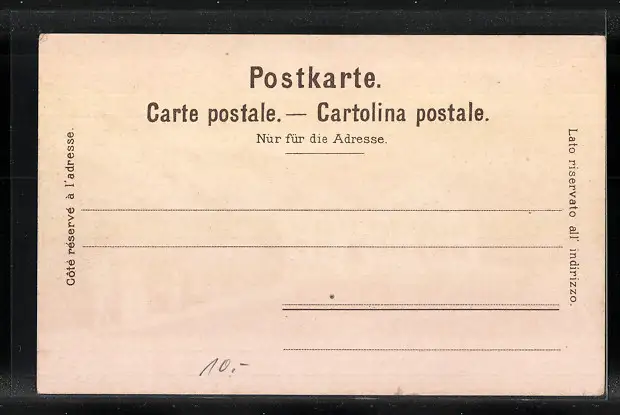 Postkarte.
Carte postale. — Cartolina postale.
Nur für die Adresse.
Côté réservé à l'adresse.
Lato riservato all' indirizzo.
10.-